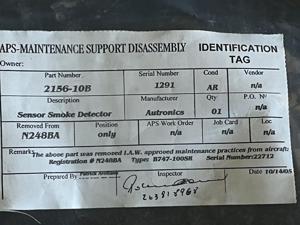 APS-MAINTENANCE SUPPORT DISASSEMBLY IDENTIFICATION TAG
Owner:
Part Number Serial Number Cond Vendor
2156-10B 1291 AR n/a
Description Manufacturer Qty P.O. Nº
Sensor Smoke Detector Autronics 01 n/a
Removed From Position APS Work Order Job Card Loc
N248BA only n/a n/a n/a
Remarks The above part was removed I.A.W. approved maintenance practices from aircraft:
Registration # N248BA Type: B747-100SR Serial Number: 22712
Prepared By Inspector Date
10/14/05